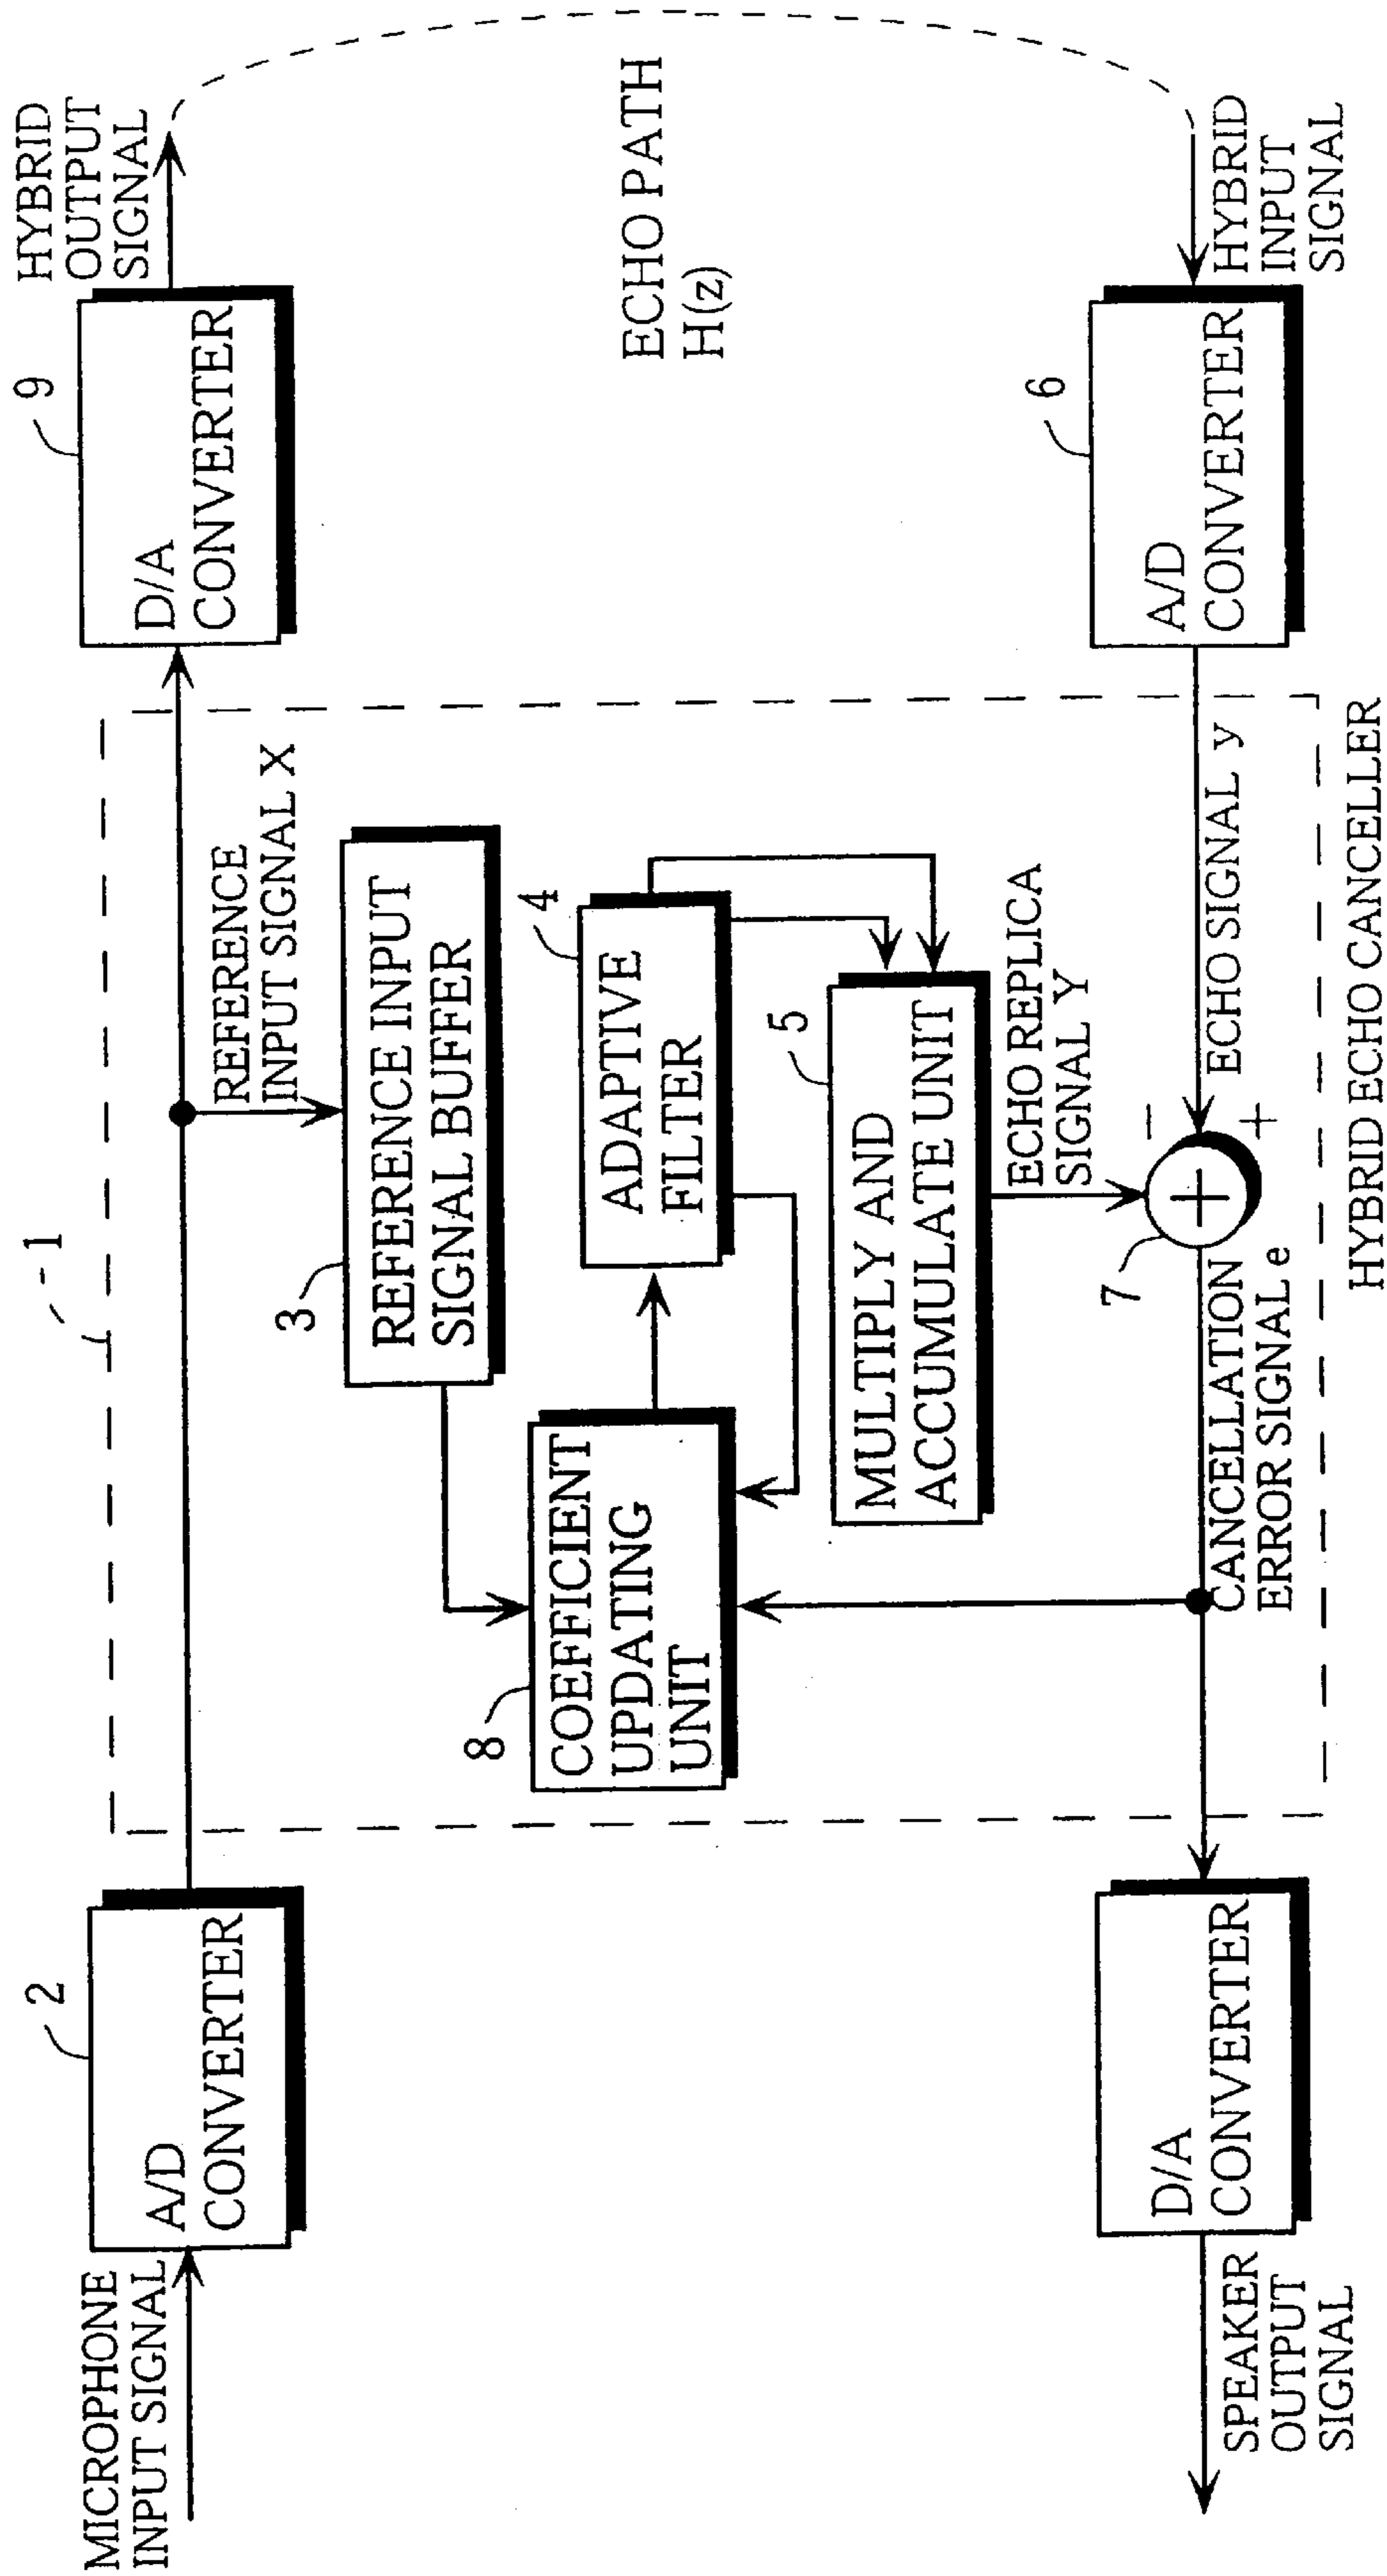 MICROPHONE
INPUT SIGNAL
2
A/D
CONVERTER
1
REFERENCE
INPUT SIGNAL X
9
D/A
CONVERTER
HYBRID
OUTPUT
SIGNAL
3
REFERENCE INPUT
SIGNAL BUFFER
8
COEFFICIENT
UPDATING
UNIT
4
ADAPTIVE
FILTER
5
MULTIPLY AND
ACCUMULATE UNIT
ECHO REPLICA
SIGNAL Y
ECHO PATH
H(z)
SPEAKER
OUTPUT
SIGNAL
D/A
CONVERTER
CANCELLATION
ERROR SIGNAL e
7
−
+
+
ECHO SIGNAL y
6
A/D
CONVERTER
HYBRID
INPUT
SIGNAL
HYBRID ECHO CANCELLER